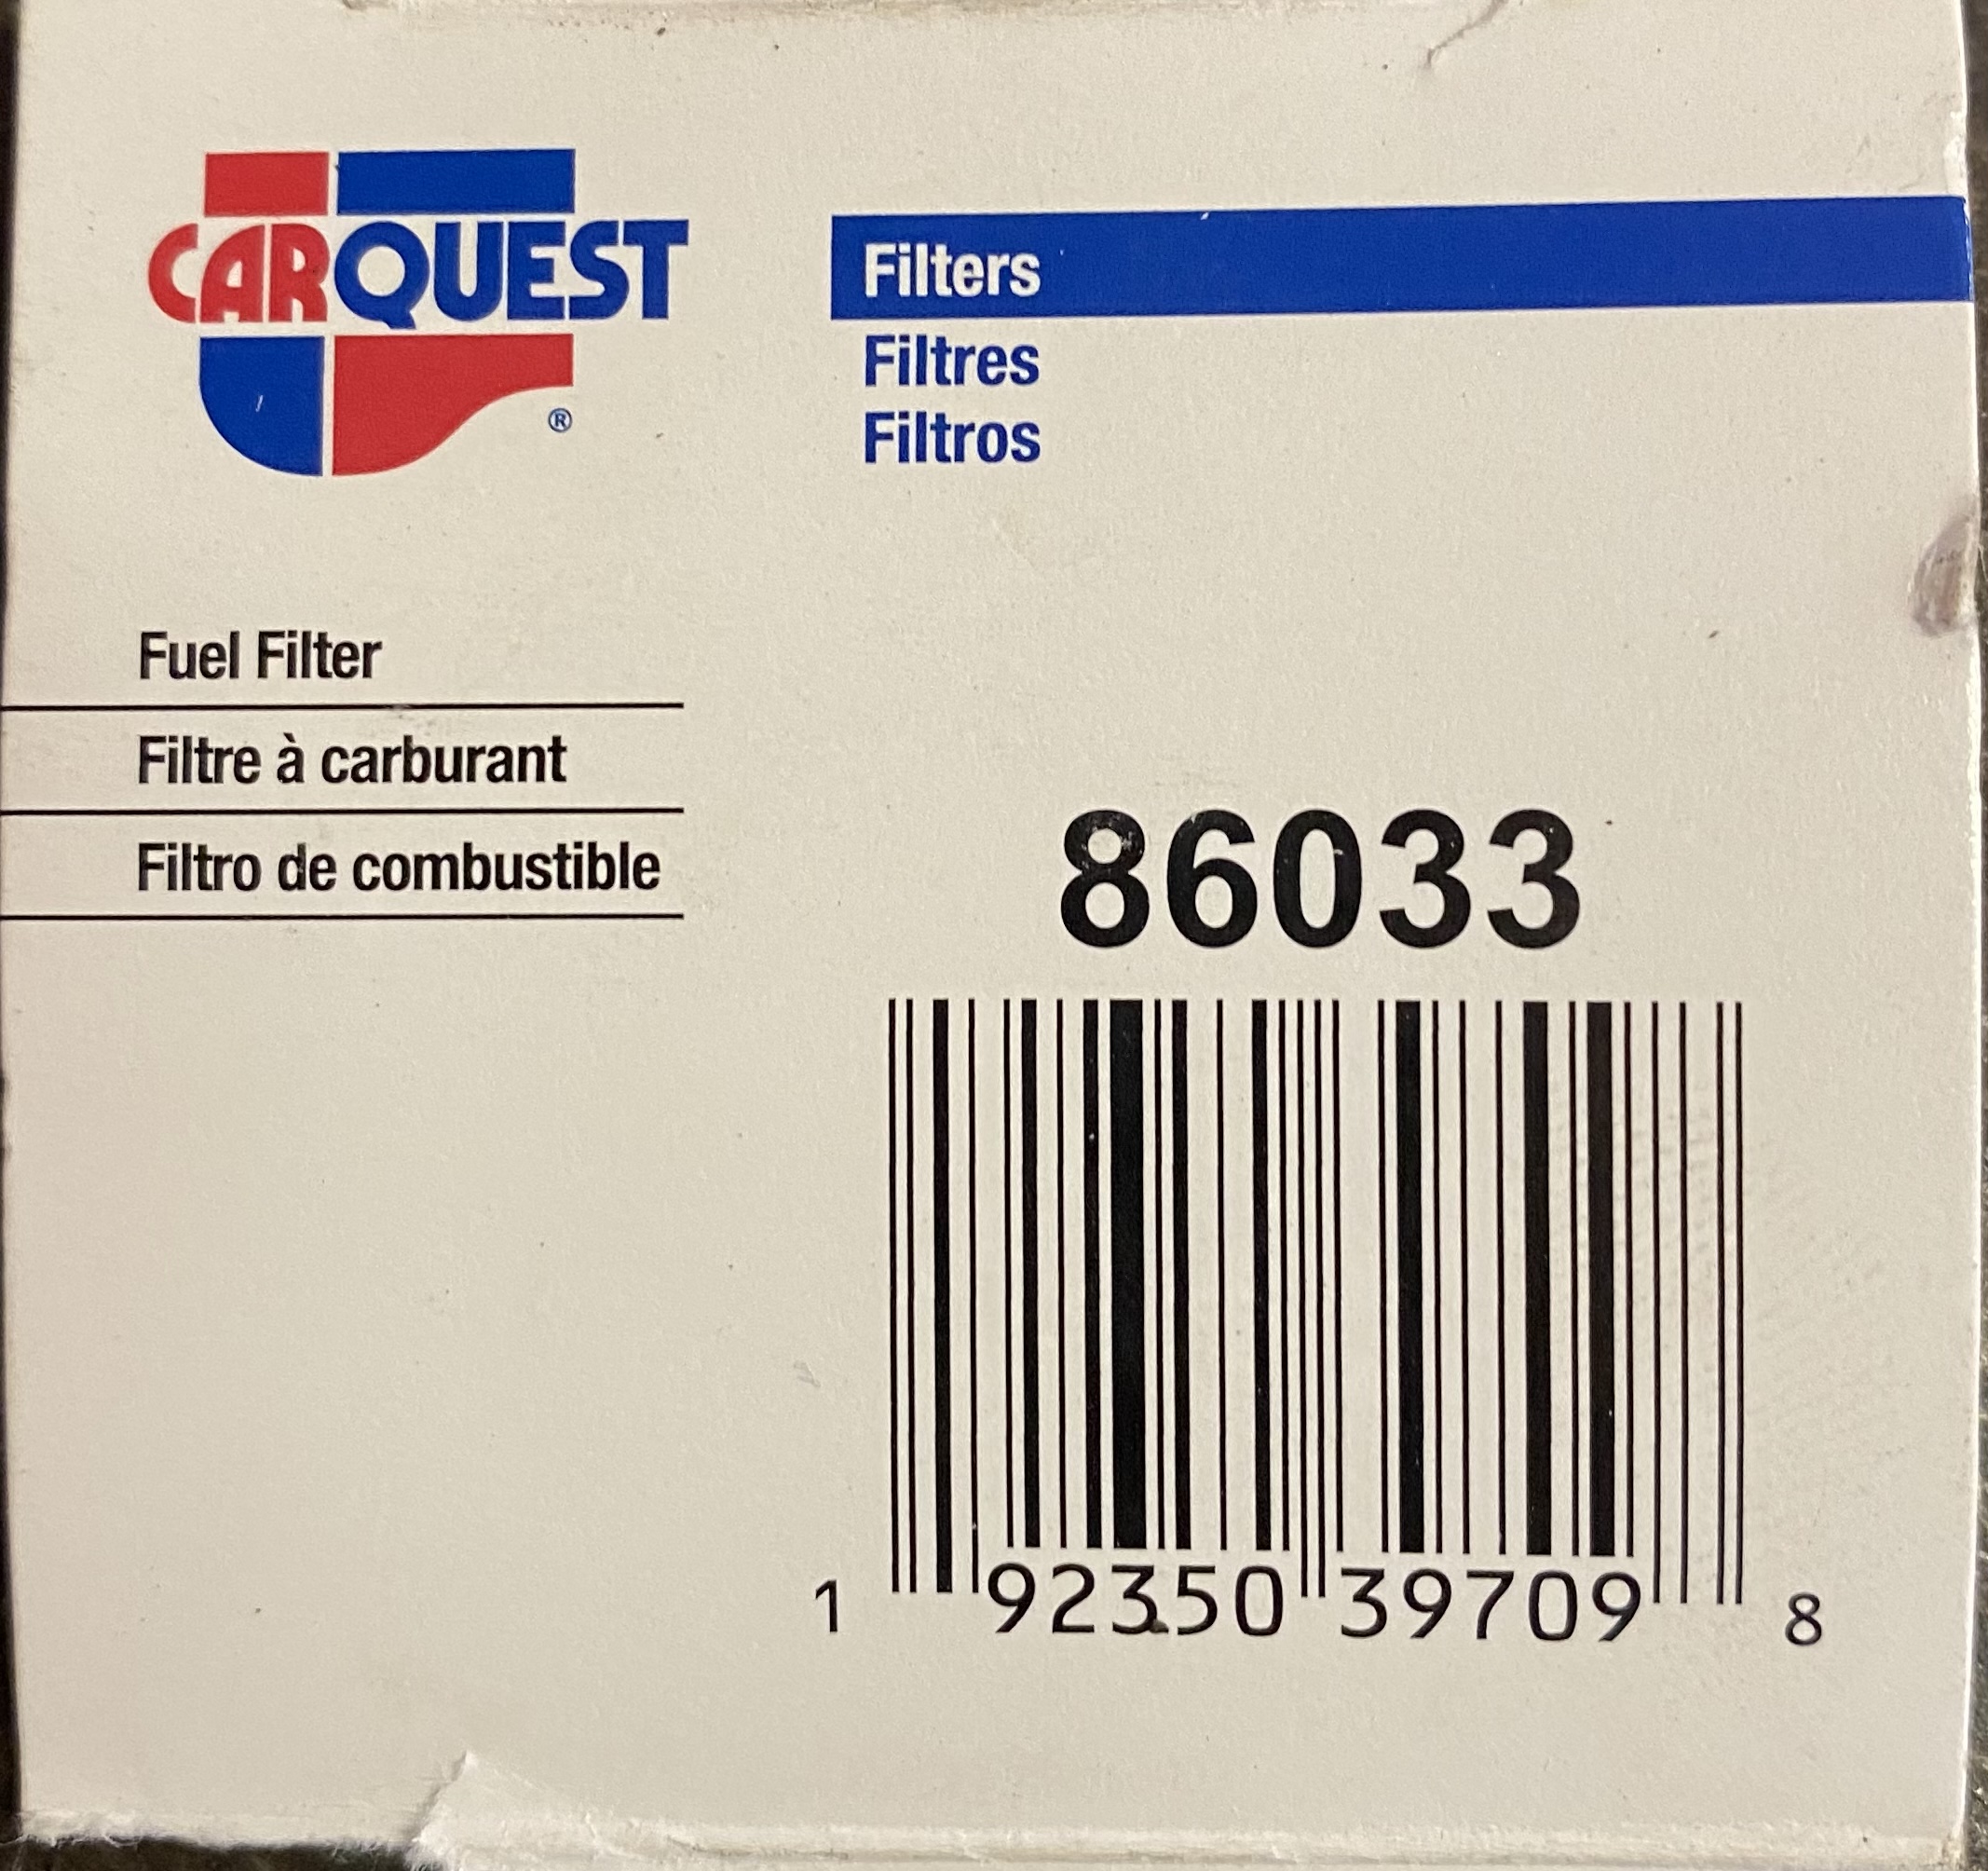 CARQUEST
®
Filters
Filtres
Filtros
Fuel Filter
Filtre à carburant
Filtro de combustible
86033
1 92350 39709 8